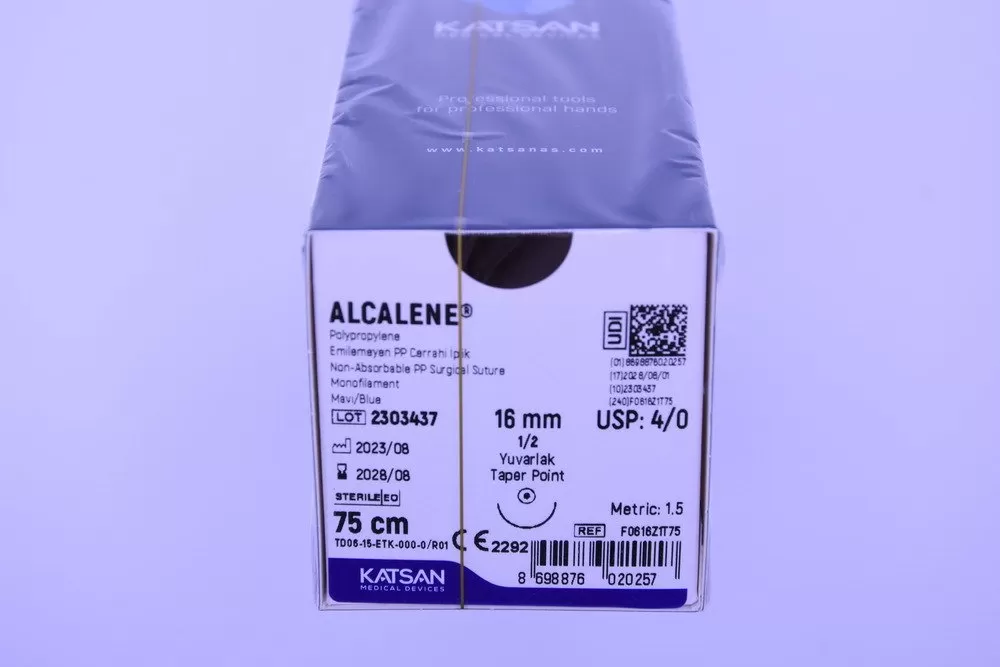 KATSAN
MEDICAL DEVICES
Professional tools
for professional hands
www.katsanas.com
ALCALENE®
Polypropylene
Emilemeyen PP Cerrahi İplik
Non-Absorbable PP Surgical Suture
Monofilament
Mavi/Blue
LOT 2303437
2023/08
2028/08
STERILE EO
75 cm
TD06-15-ETK-000-0/R01
16 mm
1/2
Yuvarlak
Taper Point
UDI
(01)8698876020257
(17)2028/08/01
(10)2303437
(240)F0616Z1T75
USP: 4/0
Metric: 1.5
REF F0616Z1T75
CE 2292
8 698876 020257
KATSAN
MEDICAL DEVICES